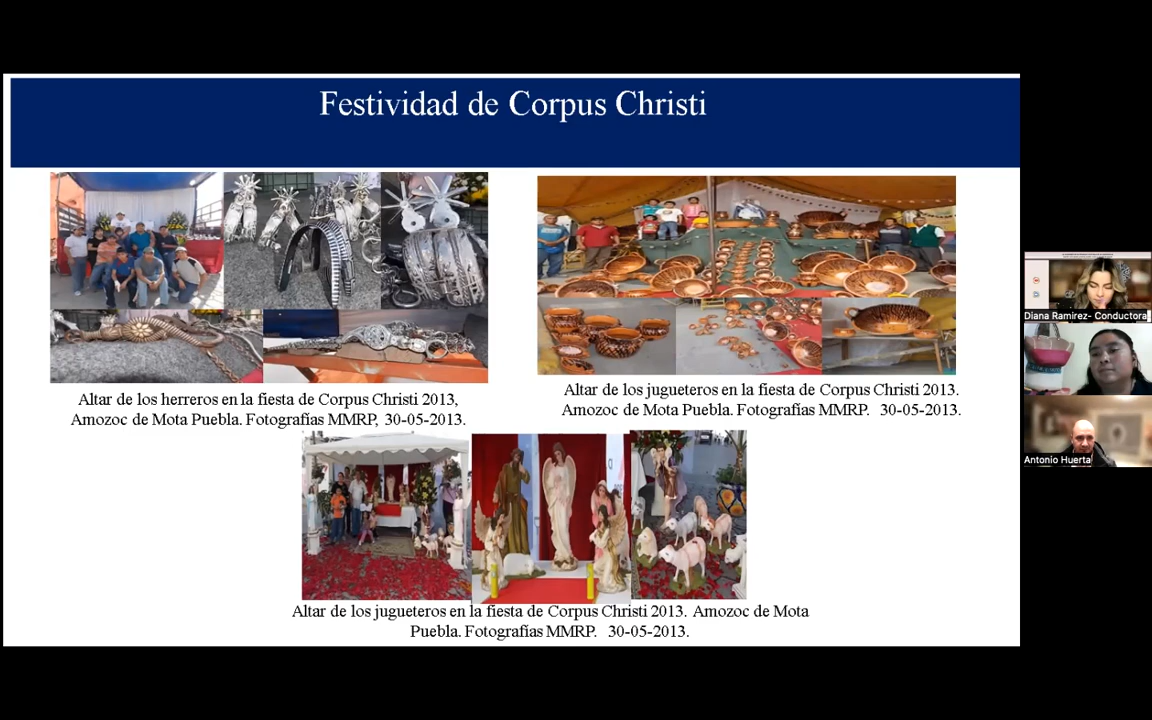 Festividad de Corpus Christi
Altar de los herreros en la fiesta de Corpus Christi 2013,
Amozoc de Mota Puebla. Fotografías MMRP, 30-05-2013.
Altar de los jugueteros en la fiesta de Corpus Christi 2013.
Amozoc de Mota Puebla. Fotografías MMRP. 30-05-2013.
Altar de los jugueteros en la fiesta de Corpus Christi 2013. Amozoc de Mota
Puebla. Fotografías MMRP. 30-05-2013.
Diana Ramirez- Conductora
Antonio Huerta